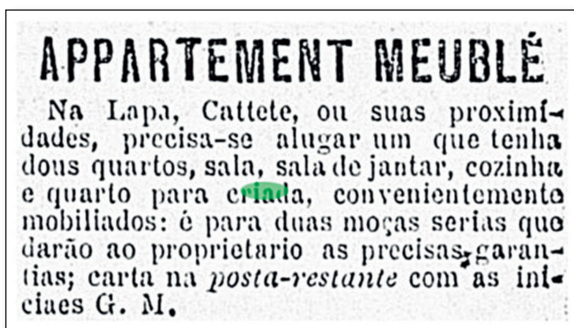 APPARTEMENT MEUBLÉ
Na Lapa, Cattete, ou suas proximi-
dades, precisa-se alugar um que tenha
dous quartos, sala, sala de jantar, cozinha
e quarto para criada, convenientemente
mobiliados: é para duas moças serias que
darão ao proprietario as precisas garan-
tias; carta na posta-restante com as ini-
ciaes G. M.